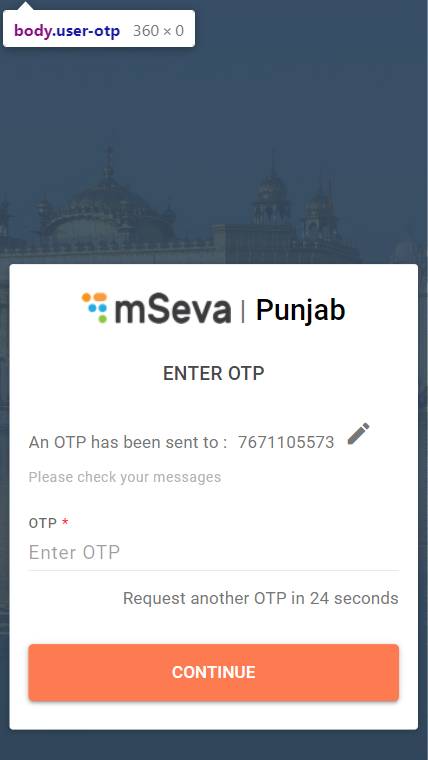 body.user-otp 360 × 0
mSeva | Punjab
ENTER OTP
An OTP has been sent to : 7671105573
Please check your messages
OTP *
Enter OTP
Request another OTP in 24 seconds
CONTINUE